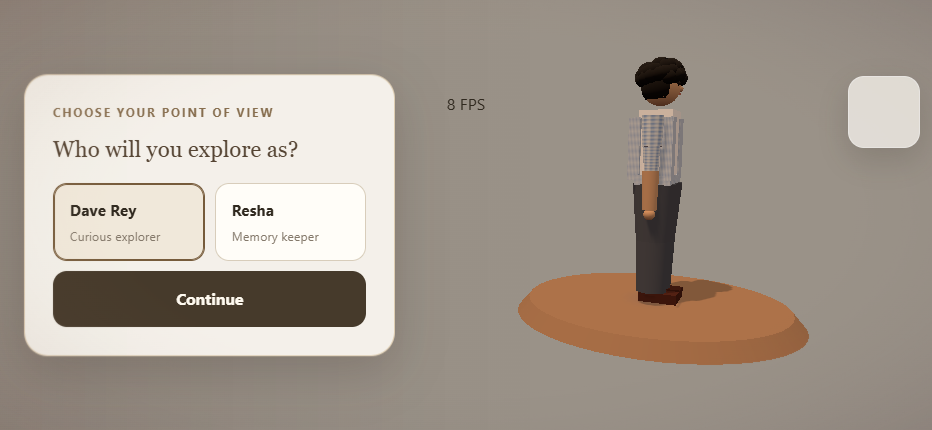 CHOOSE YOUR POINT OF VIEW
Who will you explore as?
Dave Rey
Curious explorer
Resha
Memory keeper
Continue
8 FPS